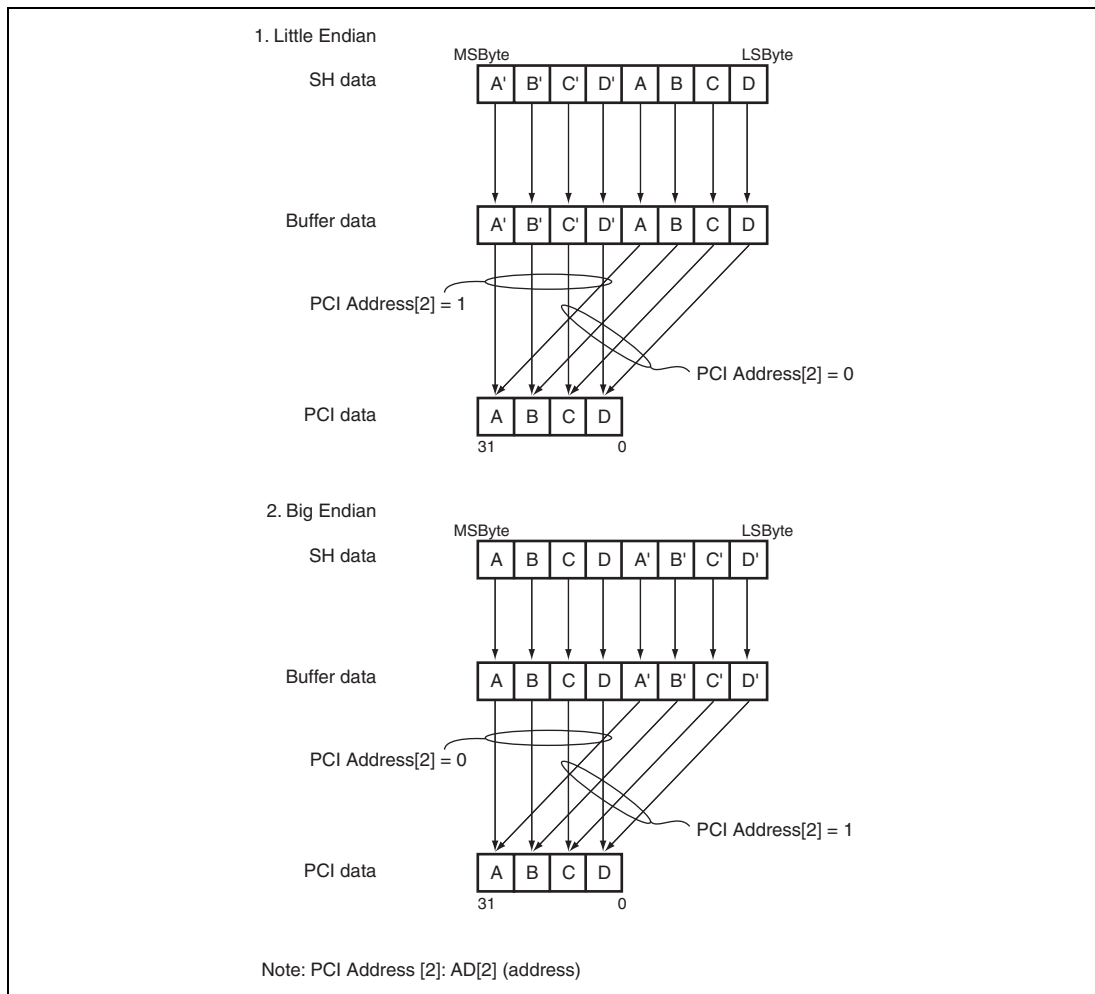 1. Little Endian
MSByte LSByte
SH data A' B' C' D' A B C D
Buffer data A' B' C' D' A B C D
PCI Address[2] = 1
PCI Address[2] = 0
PCI data A B C D
31 0
2. Big Endian
MSByte LSByte
SH data A B C D A' B' C' D'
Buffer data A B C D A' B' C' D'
PCI Address[2] = 0
PCI Address[2] = 1
PCI data A B C D
31 0
Note: PCI Address [2]: AD[2] (address)